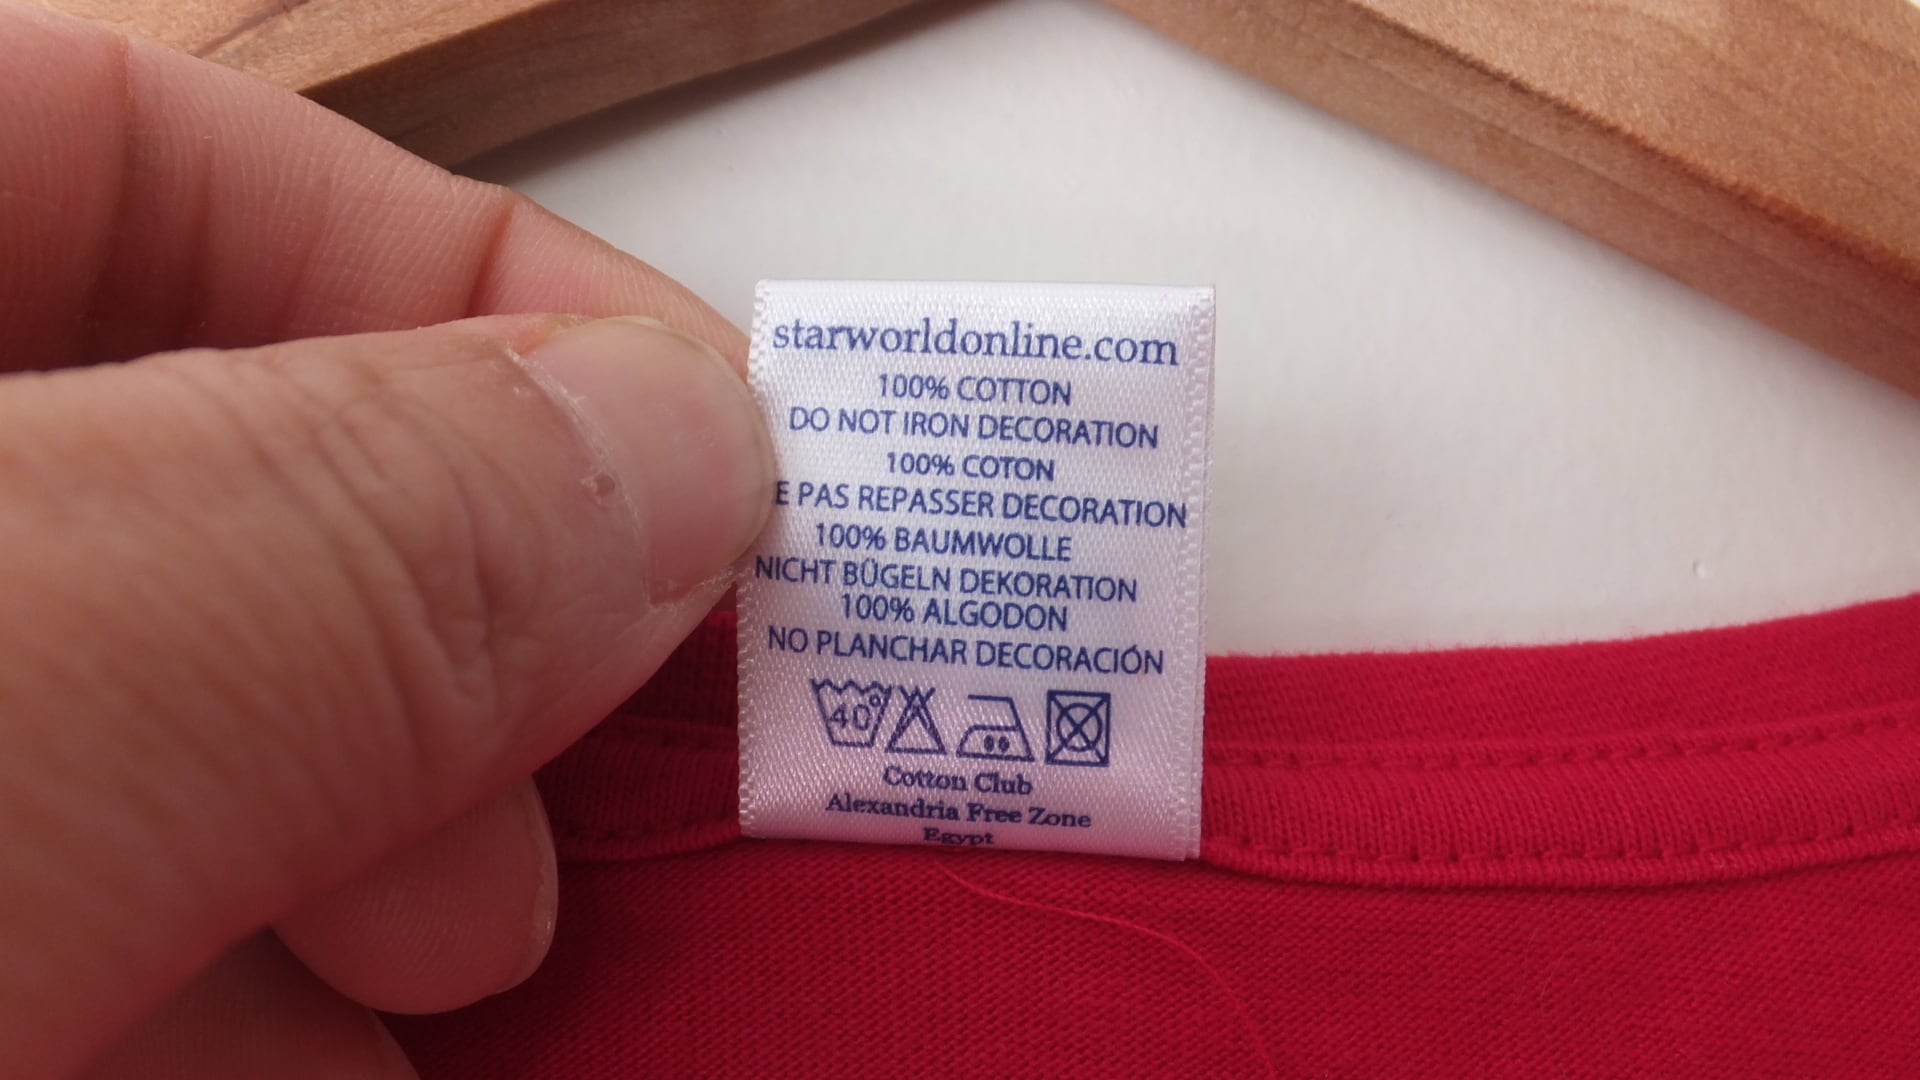 starworldonline.com
100% COTTON
DO NOT IRON DECORATION
100% COTON
E PAS REPASSER DECORATION
100% BAUMWOLLE
NICHT BÜGELN DEKORATION
100% ALGODON
NO PLANCHAR DECORACIÓN
40°
Cotton Club
Alexandria Free Zone
Egypt